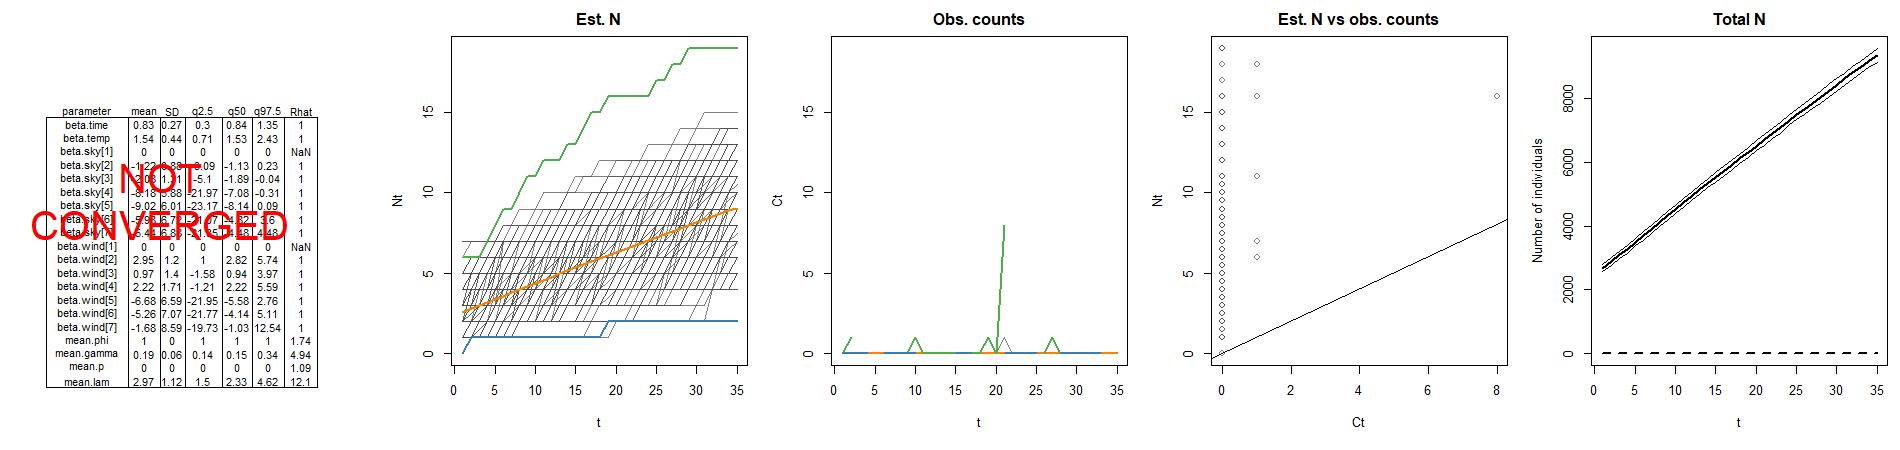 parameter mean SD q2.5 q50 q97.5 Rhat
beta.time 0.83 0.27 0.3 0.84 1.35 1
beta.temp 1.54 0.44 0.71 1.53 2.43 1
beta.sky[1] 0 0 0 0 0 NaN
beta.sky[2] -1.13 0.23 1
beta.sky[3] -5.1 -1.89 -0.04 1
beta.sky[4] -21.97 -7.08 -0.31 1
beta.sky[5] -9.02 6.01 -23.17 -8.14 0.09 1
1
1
NOT
CONVERGED
beta.wind[1] 0 0 0 0 0 NaN
beta.wind[2] 2.95 1.2 1 2.82 5.74 1
beta.wind[3] 0.97 1.4 -1.58 0.94 3.97 1
beta.wind[4] 2.22 1.71 -1.21 2.22 5.59 1
beta.wind[5] -6.68 6.59 -21.95 -5.58 2.76 1
beta.wind[6] -5.26 7.07 -21.77 -4.14 5.11 1
beta.wind[7] -1.68 8.59 -19.73 -1.03 12.54 1
mean.phi 1 0 1 1 1 1.74
mean.gamma 0.19 0.06 0.14 0.15 0.34 4.94
mean.p 0 0 0 0 0 1.09
mean.lam 2.97 1.12 1.5 2.33 4.62 12.1
Est. N
Nt
15
10
5
0
0 5 10 15 20 25 30 35
t
Obs. counts
Ct
15
10
5
0
0 5 10 15 20 25 30 35
t
Est. N vs obs. counts
Nt
15
10
5
0
0 2 4 6 8
Ct
Total N
Number of individuals
8000
6000
4000
2000
0
0 5 10 15 20 25 30 35
t